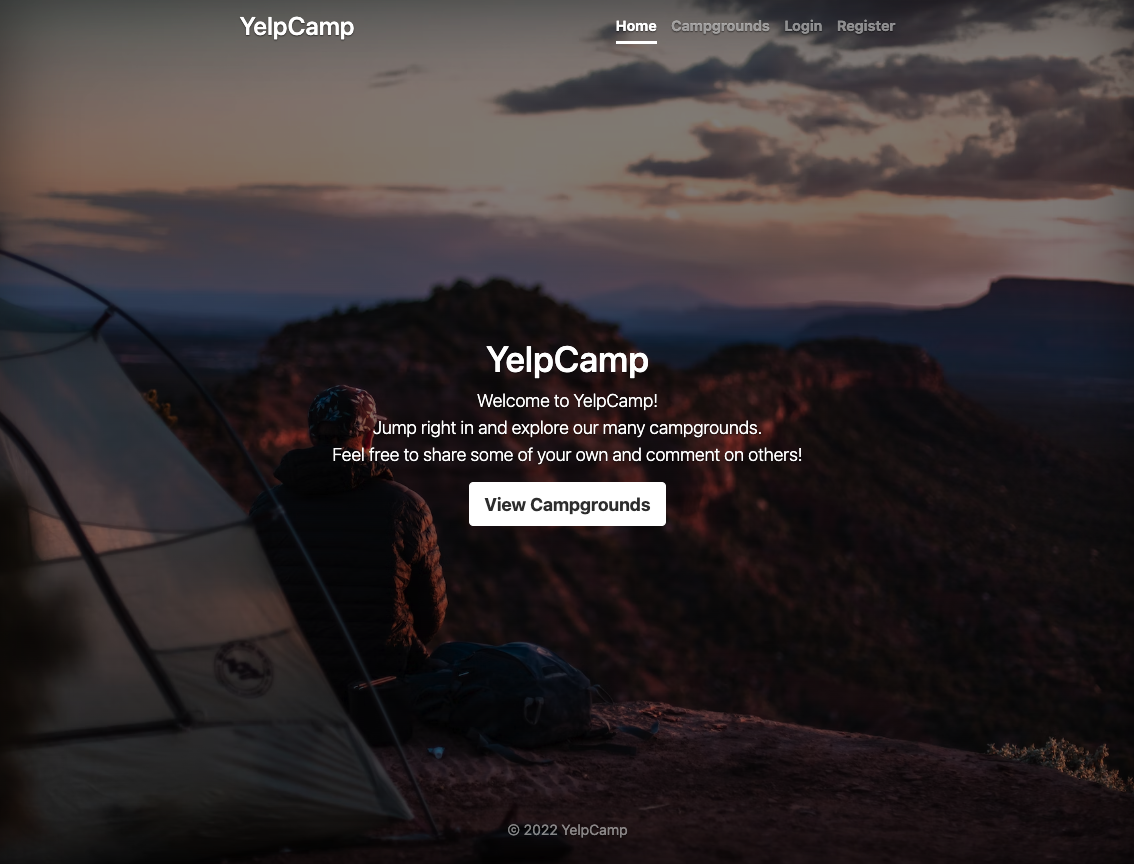 YelpCamp
Home Campgrounds Login Register
YelpCamp
Welcome to YelpCamp!
Jump right in and explore our many campgrounds.
Feel free to share some of your own and comment on others!
View Campgrounds
© 2022 YelpCamp